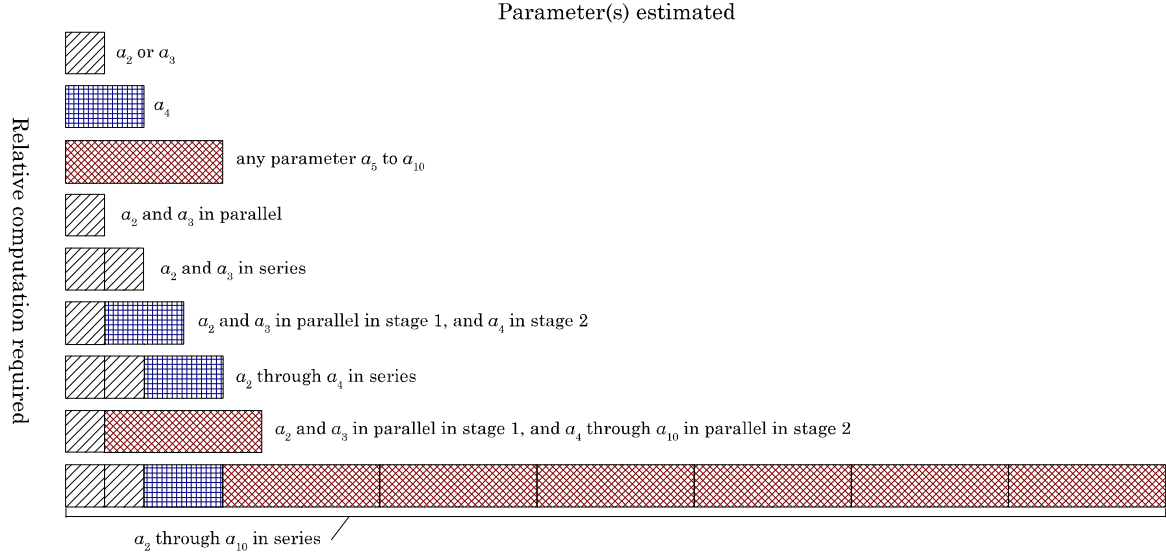 Parameter(s) estimated
Relative computation required
a₂ or a₃
a₄
any parameter a₅ to a₁₀
a₂ and a₃ in parallel
a₂ and a₃ in series
a₂ and a₃ in parallel in stage 1, and a₄ in stage 2
a₂ through a₄ in series
a₂ and a₃ in parallel in stage 1, and a₄ through a₁₀ in parallel in stage 2
a₂ through a₁₀ in series